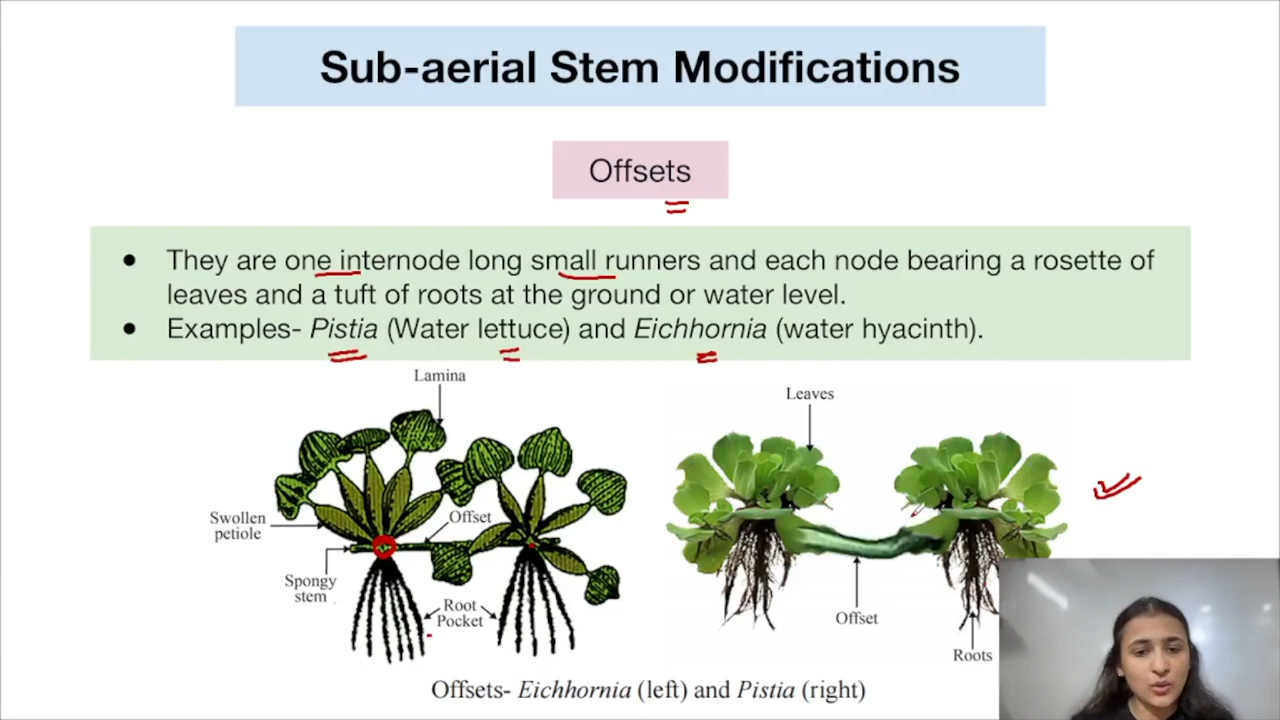 Sub-aerial Stem Modifications
Offsets
● They are one internode long small runners and each node bearing a rosette of
leaves and a tuft of roots at the ground or water level.
● Examples- Pistia (Water lettuce) and Eichhornia (water hyacinth).
Lamina
Swollen
petiole
Offset
Spongy
stem
Root
Pocket
Leaves
Offset
Roots
Offsets- Eichhornia (left) and Pistia (right)